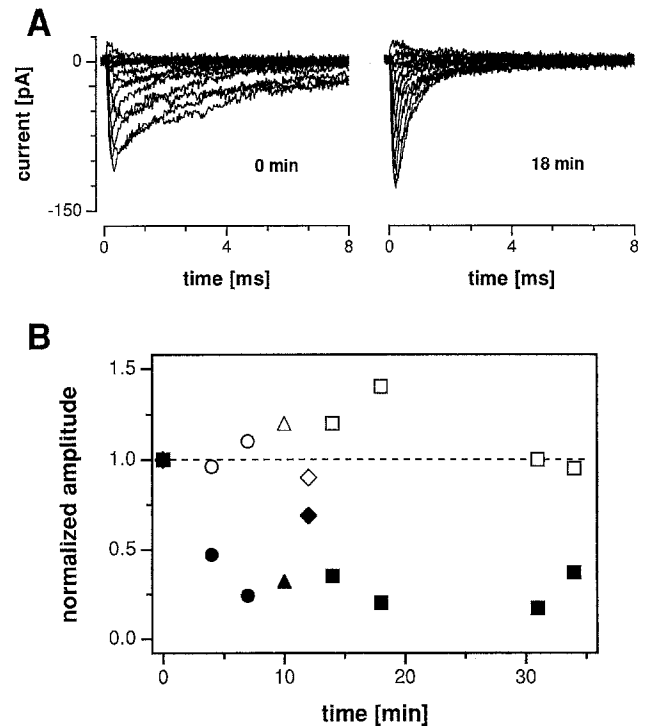 A
current [pA]
0
-150
0 min
18 min
0 4 8
0 4 8
time [ms]
time [ms]
B
normalized amplitude
1.5
1.0
0.5
0.0
0 10 20 30
time [min]